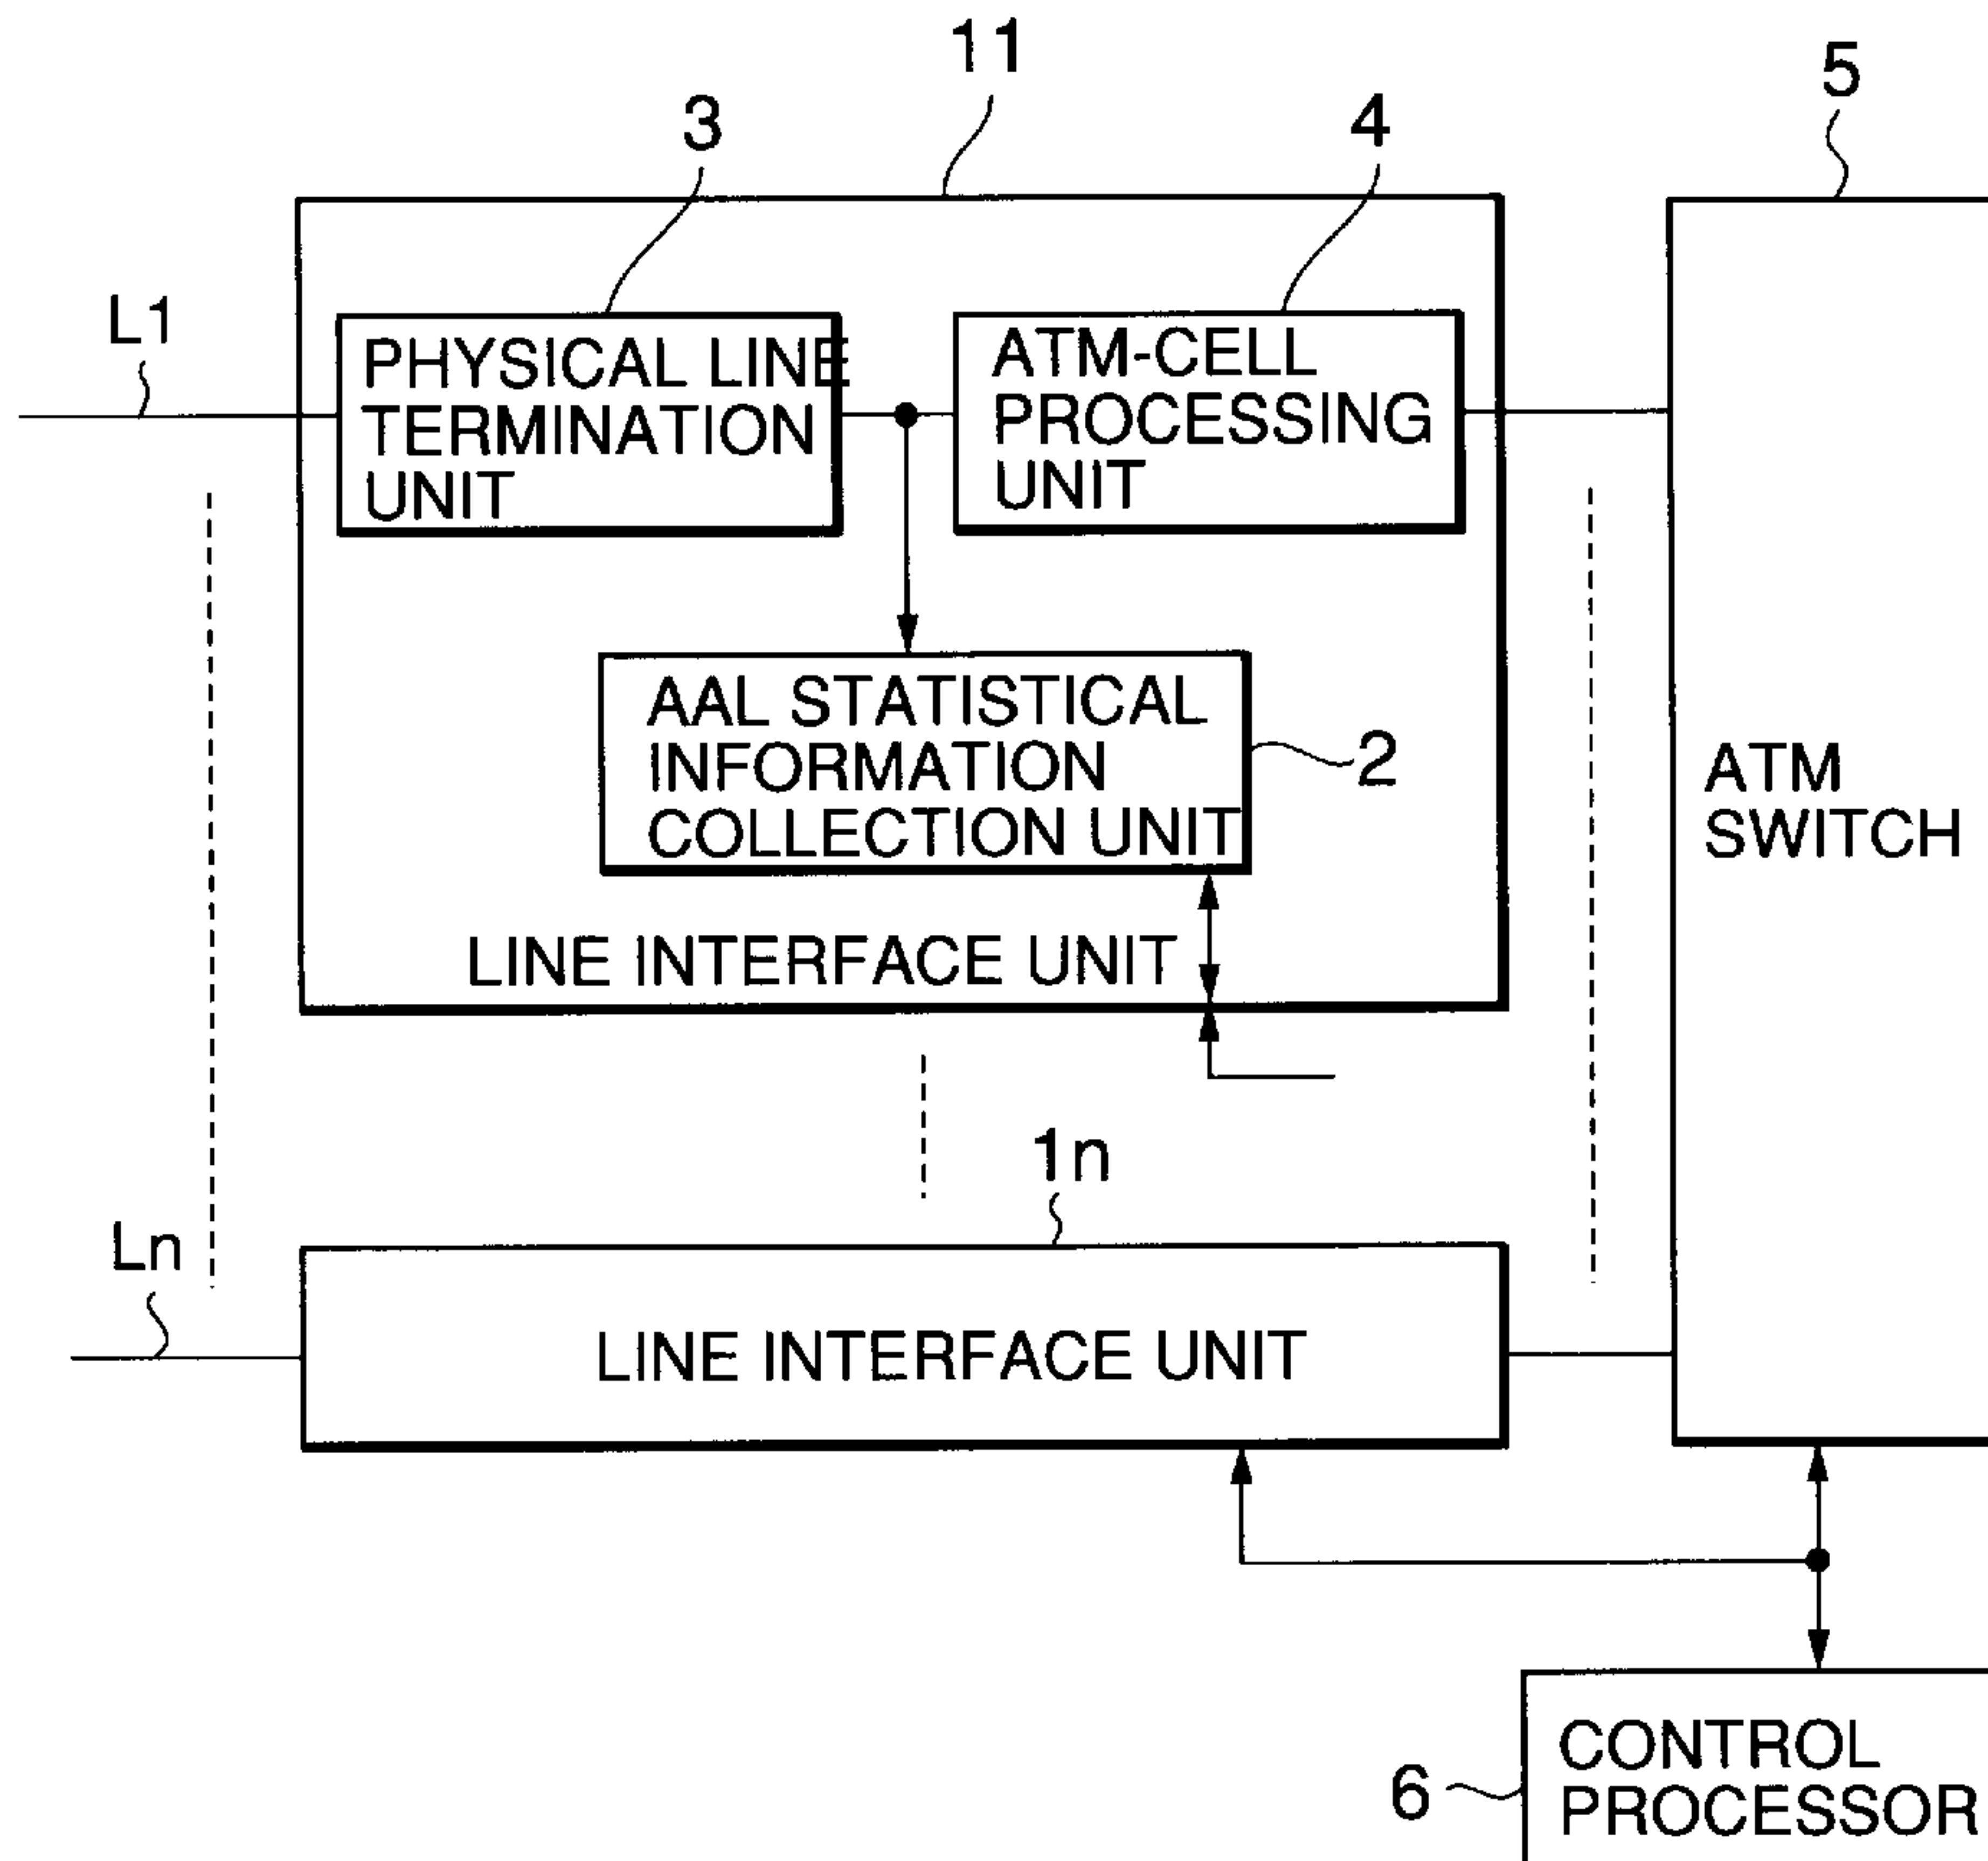 11
5
3
4
L1
PHYSICAL LINE
TERMINATION
UNIT
ATM-CELL
PROCESSING
UNIT
AAL STATISTICAL
INFORMATION
COLLECTION UNIT
2
ATM
SWITCH
LINE INTERFACE UNIT
1n
Ln
LINE INTERFACE UNIT
6
CONTROL
PROCESSOR